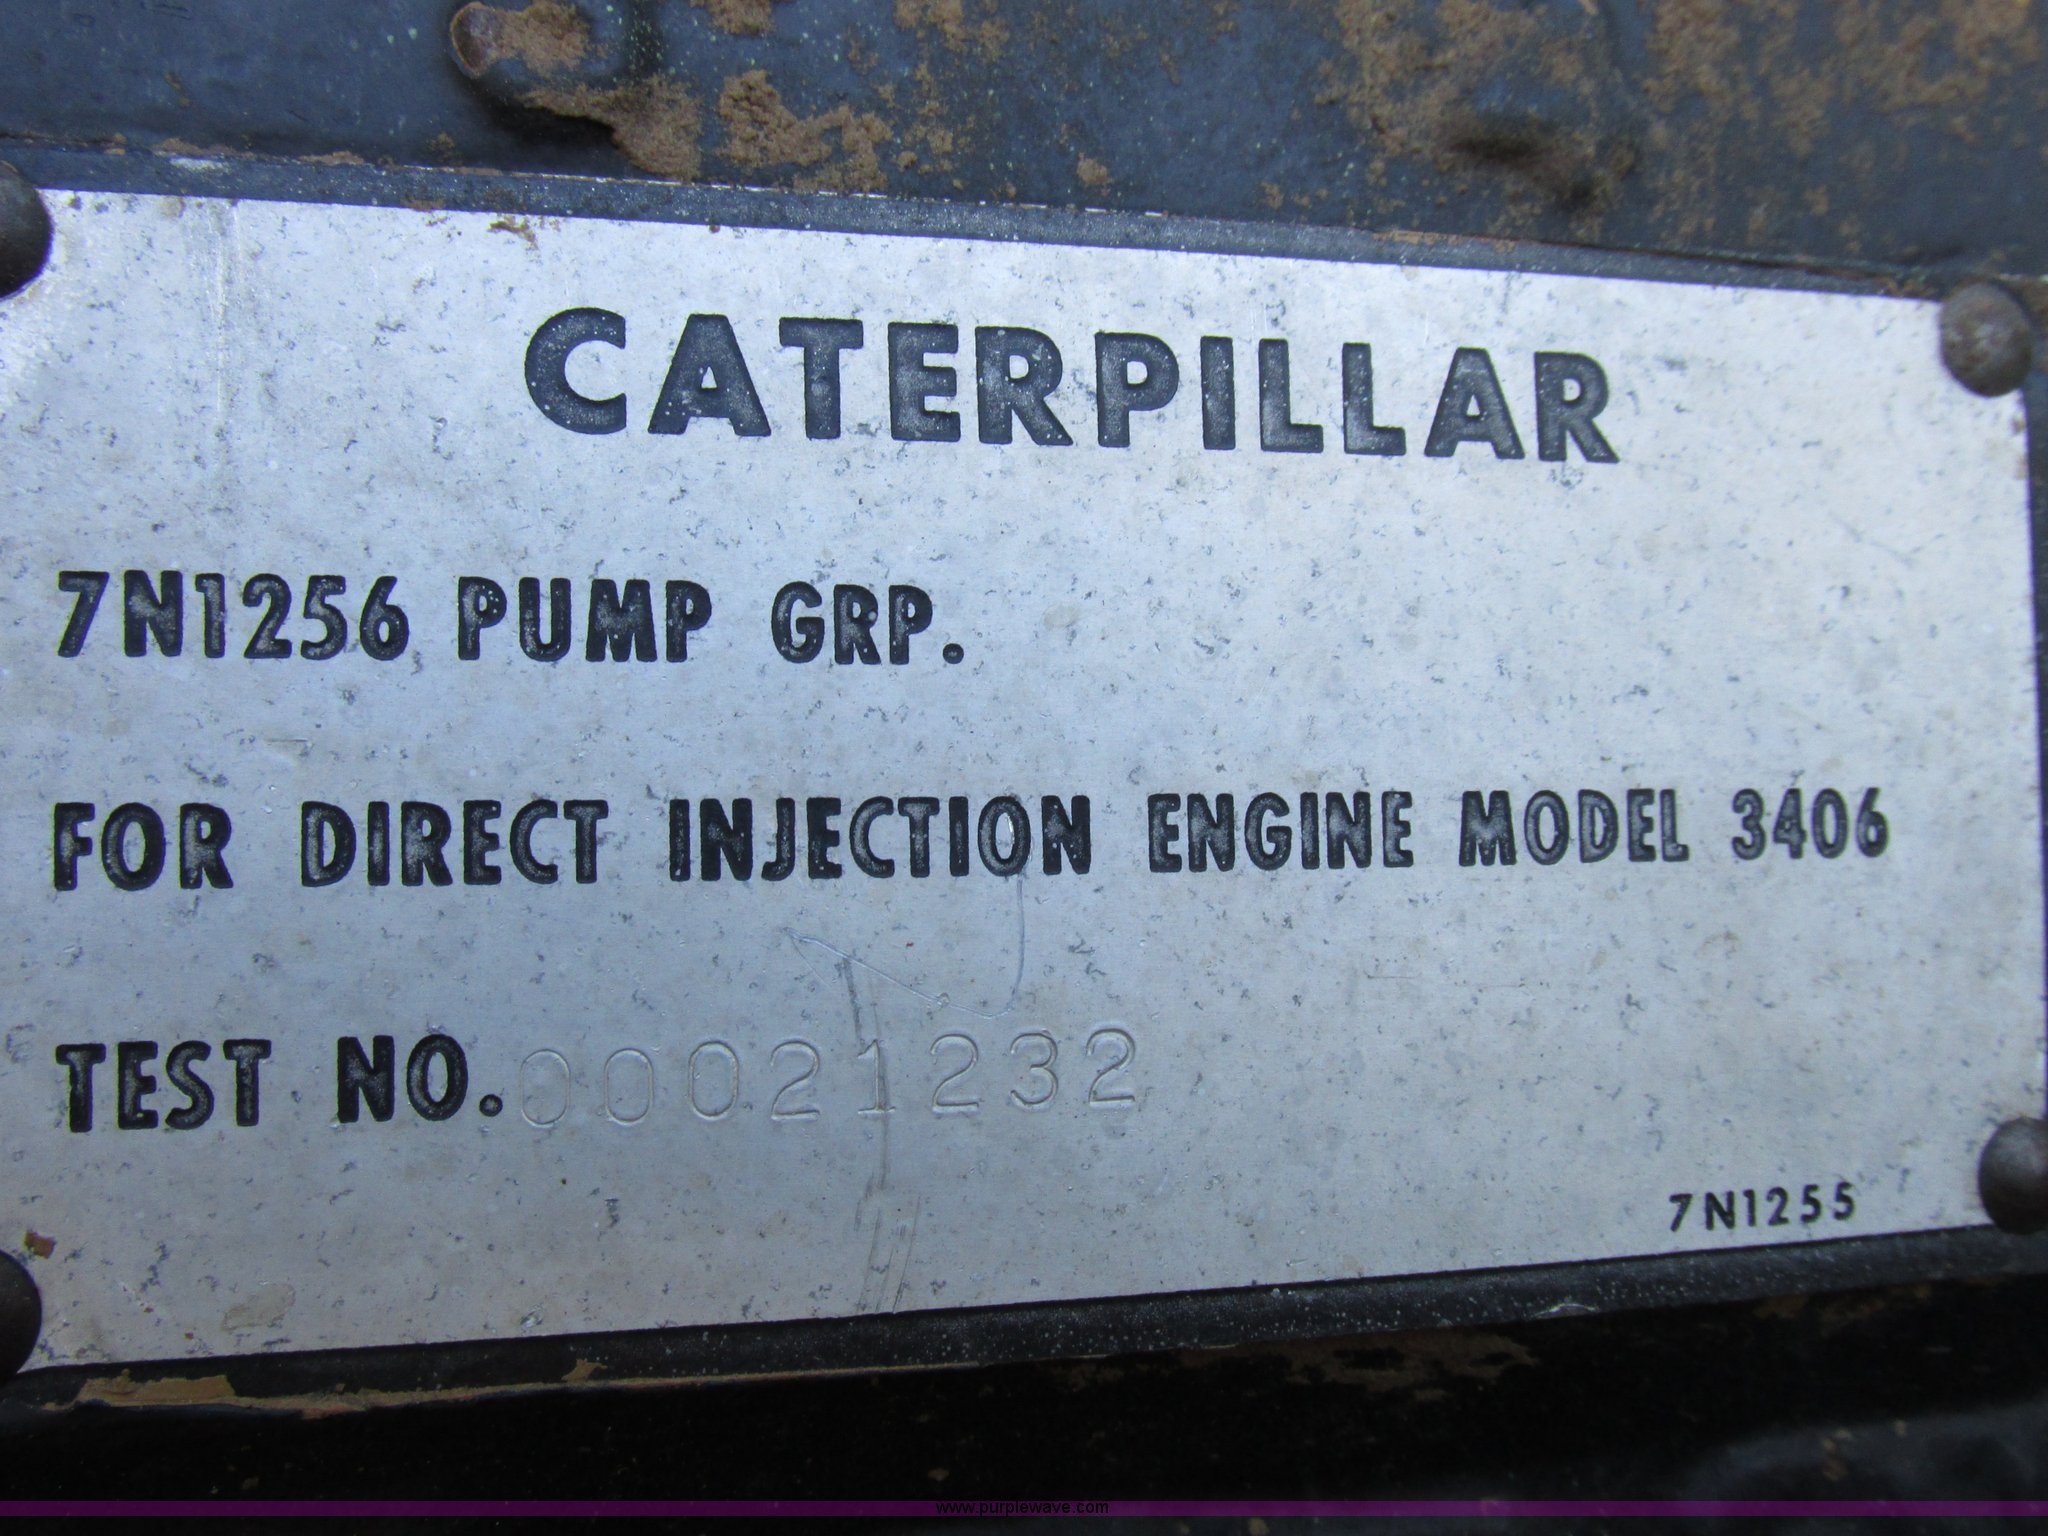 CATERPILLAR
7N1256 PUMP GRP.
FOR DIRECT INJECTION ENGINE MODEL 3406
TEST NO. 00021232
7N1255
www.purplewave.com